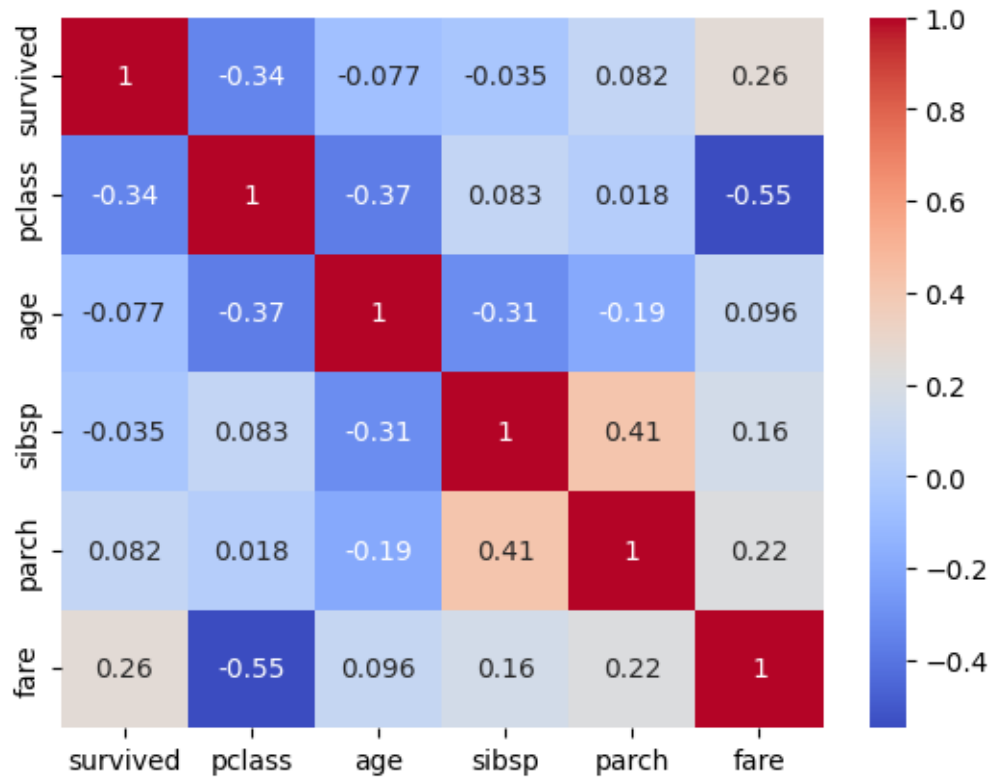 survived 1 -0.34 -0.077 -0.035 0.082 0.26
pclass -0.34 1 -0.37 0.083 0.018 -0.55
age -0.077 -0.37 1 -0.31 -0.19 0.096
sibsp -0.035 0.083 -0.31 1 0.41 0.16
parch 0.082 0.018 -0.19 0.41 1 0.22
fare 0.26 -0.55 0.096 0.16 0.22 1
survived pclass age sibsp parch fare
1.0
0.8
0.6
0.4
0.2
0.0
−0.2
−0.4